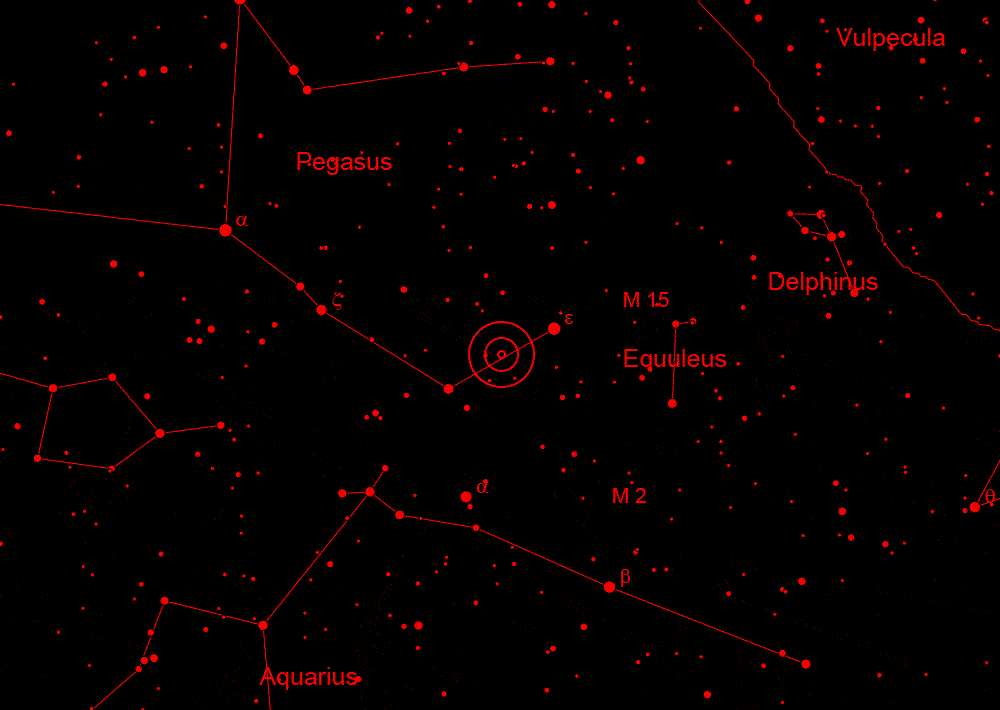 Vulpecula
Pegasus
α
Delphinus
ζ
M 15
ε
Equuleus
α
M 2
θ
β
Aquarius